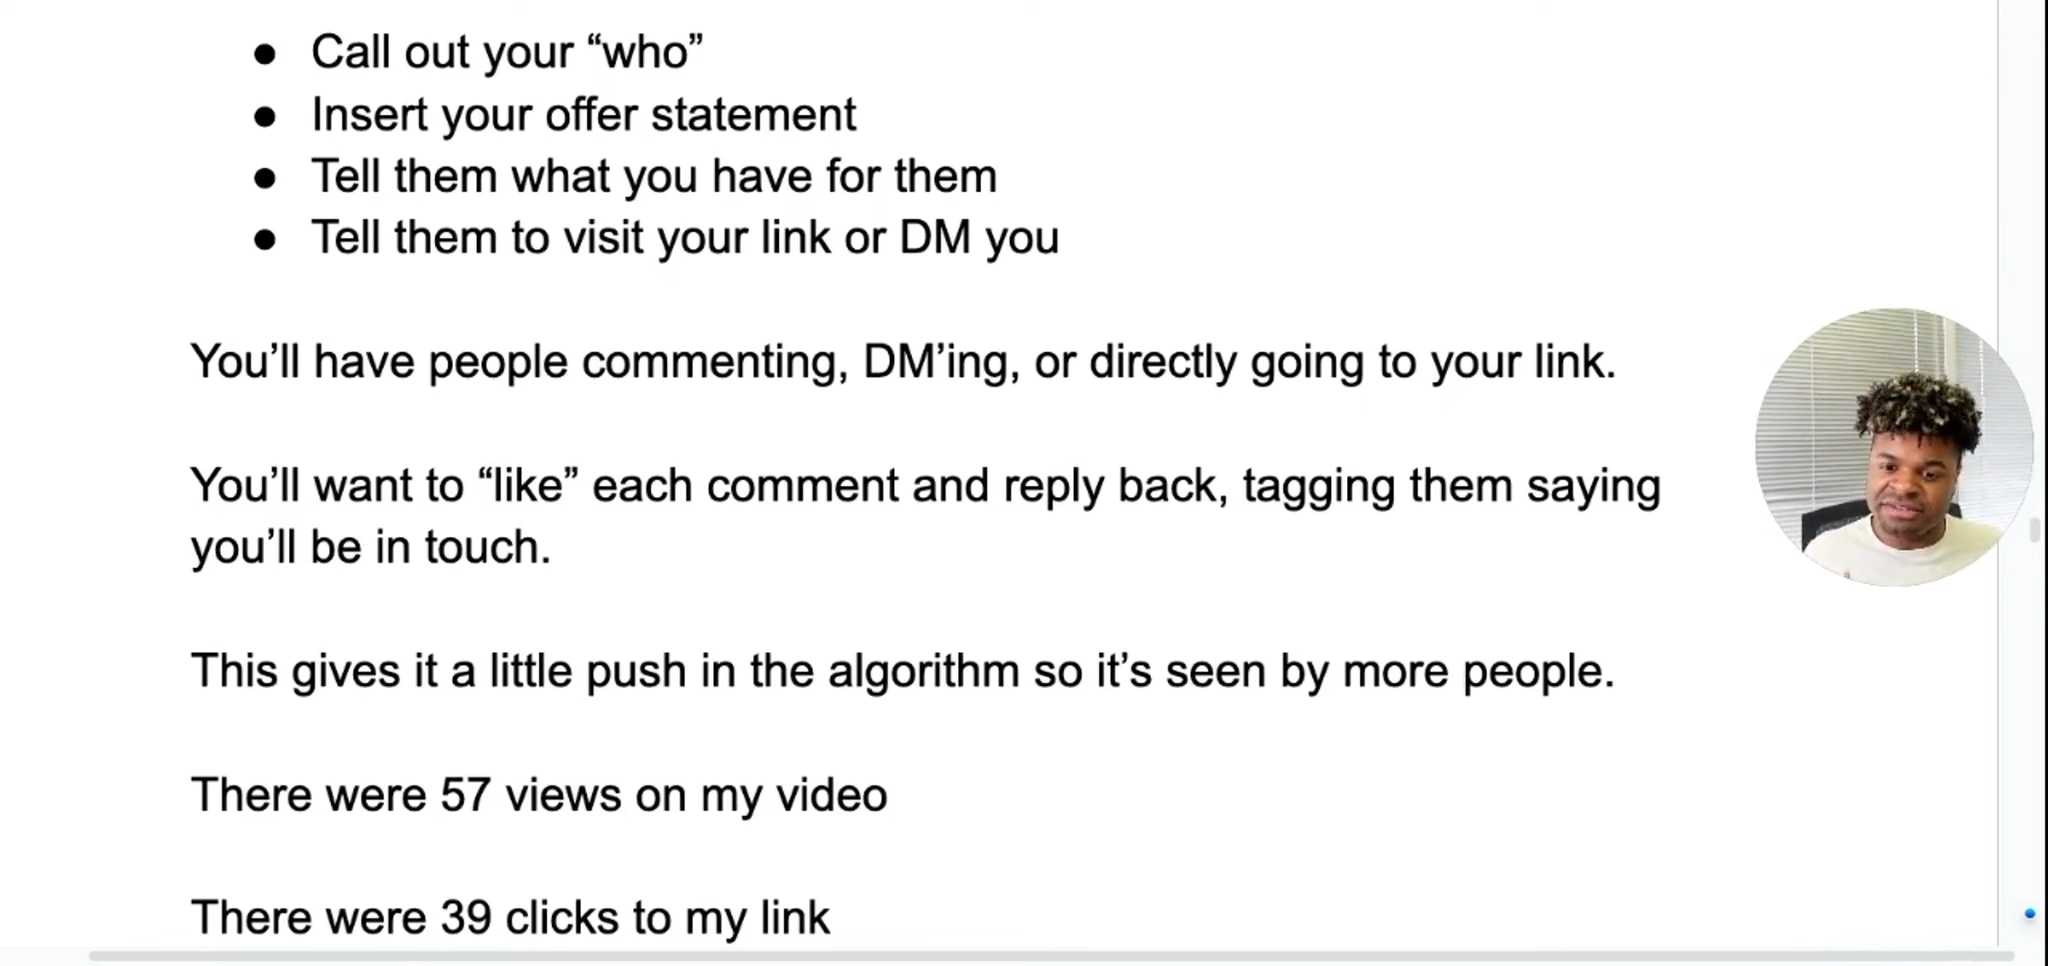 ● Call out your “who”
● Insert your offer statement
● Tell them what you have for them
● Tell them to visit your link or DM you
You’ll have people commenting, DM’ing, or directly going to your link.
You’ll want to “like” each comment and reply back, tagging them saying
you’ll be in touch.
This gives it a little push in the algorithm so it’s seen by more people.
There were 57 views on my video
There were 39 clicks to my link